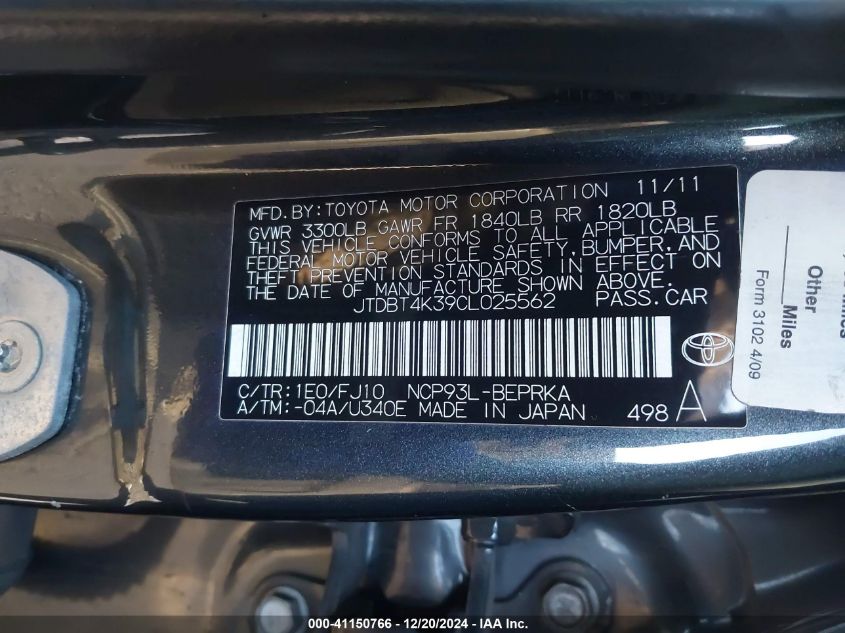 MFD.BY:TOYOTA MOTOR CORPORATION 11/11
GVWR 3300LB GAWR FR 1840LB RR 1820LB
THIS VEHICLE CONFORMS TO ALL APPLICABLE
FEDERAL MOTOR VEHICLE SAFETY,BUMPER,AND
THEFT PREVENTION STANDARDS IN EFFECT ON
THE DATE OF MANUFACTURE SHOWN ABOVE.
JTDBT4K39CL025562 PASS.CAR
C/TR:1E0/FJ10 NCP93L-BEPRKA
A/TM:-04A/U340E MADE IN JAPAN 498 A
Other
Miles
Form 3102 4/09
000-41150766 - 12/20/2024 - IAA Inc.